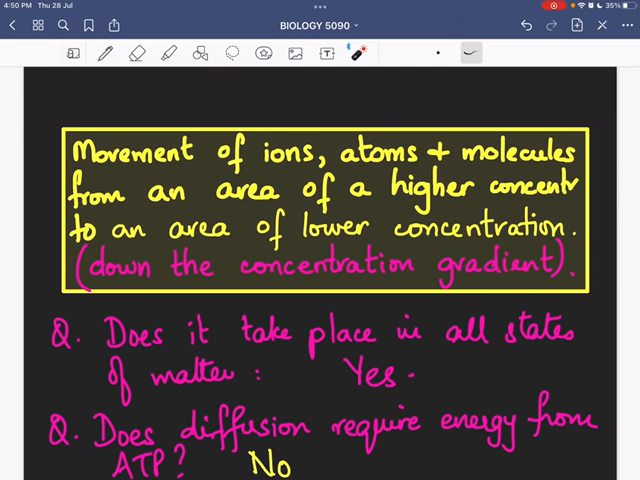 4:50 PM Thu 28 Jul
35%
BIOLOGY 5090
T
Movement of ions, atoms + molecules
from an area of a higher concentr
to an area of lower concentration.
(down the concentration gradient).
Q. Does it take place in all states
of matter: Yes.
Q. Does diffusion require energy from
ATP? No